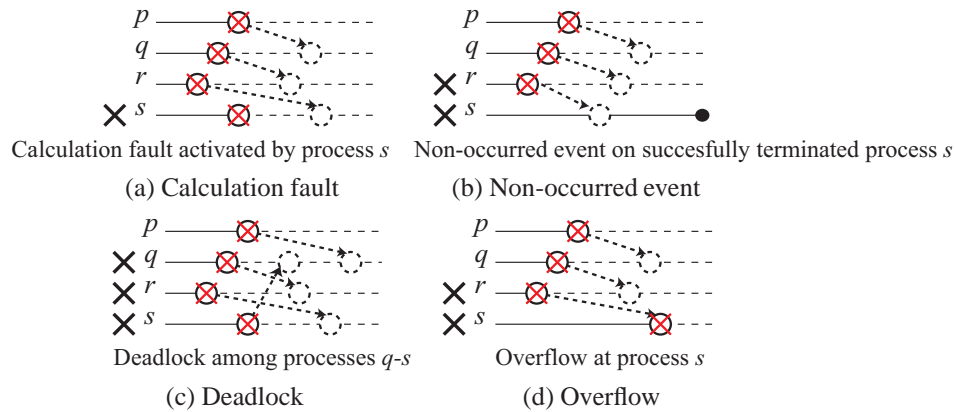 p
q
r
s
Calculation fault activated by process s
(a) Calculation fault
p
q
r
s
Non-occurred event on succesfully terminated process s
(b) Non-occurred event
p
q
r
s
Deadlock among processes q-s
(c) Deadlock
p
q
r
s
Overflow at process s
(d) Overflow